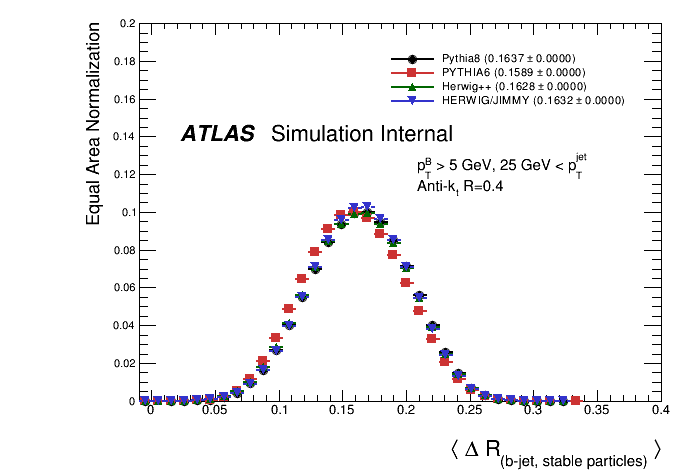 Equal Area Normalization
0.2
0.18
0.16
0.14
0.12
0.1
0.08
0.06
0.04
0.02
0
Pythia8 (0.1637 ± 0.0000)
PYTHIA6 (0.1589 ± 0.0000)
Herwig++ (0.1628 ± 0.0000)
HERWIG/JIMMY (0.1632 ± 0.0000)
ATLAS Simulation Internal
p_T^B > 5 GeV, 25 GeV < p_T^jet
Anti-k_t R=0.4
0 0.05 0.1 0.15 0.2 0.25 0.3 0.35 0.4
⟨ Δ R_(b-jet, stable particles) ⟩